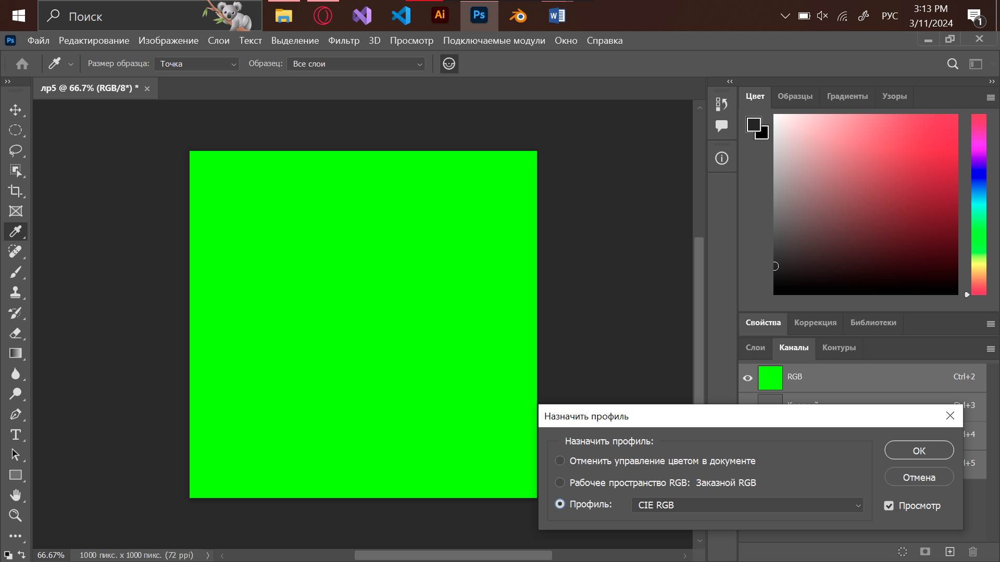 Поиск
Ai
Ps
РУС
3:13 PM
3/11/2024
1
Ps
Файл Редактирование Изображение Слои Текст Выделение Фильтр 3D Просмотр Подключаемые модули Окно Справка
Размер образца: Точка Образец: Все слои
лр5 @ 66.7% (RGB/8*) *
Цвет Образцы Градиенты Узоры
Свойства Коррекция Библиотеки
Слои Каналы Контуры
RGB Ctrl+2
Ctrl+3
Назначить профиль
Назначить профиль:
Отменить управление цветом в документе
Рабочее пространство RGB: Заказной RGB
Профиль: CIE RGB
ОК
Отмена
Просмотр
l+4
l+5
66.67% 1000 пикс. x 1000 пикс. (72 ppi)